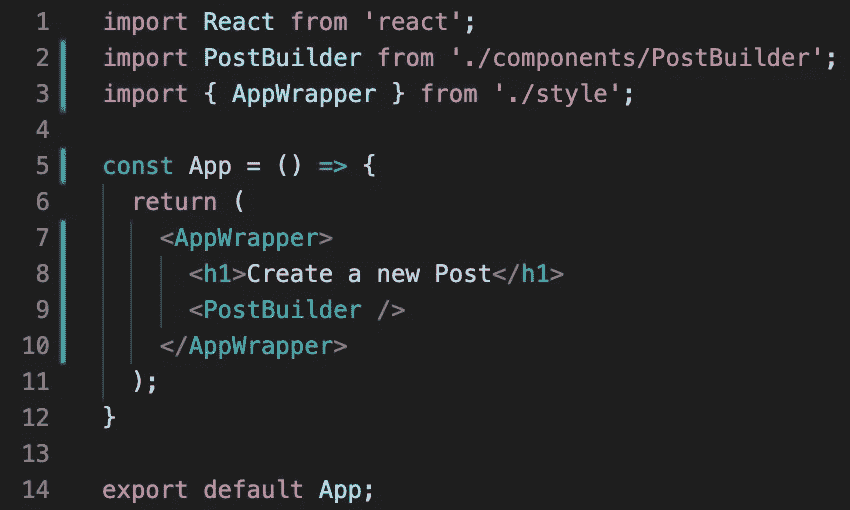 1 import React from 'react';
2 import PostBuilder from './components/PostBuilder';
3 import { AppWrapper } from './style';
4
5 const App = () => {
6 return (
7 <AppWrapper>
8 <h1>Create a new Post</h1>
9 <PostBuilder />
10 </AppWrapper>
11 );
12 }
13
14 export default App;